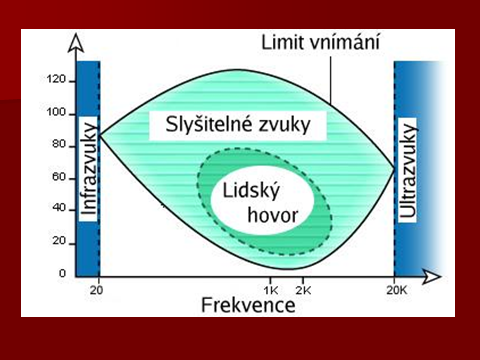 Limit vnímání
120
100
80
60
40
20
0
Slyšitelné zvuky
Infrazvuky
Lidský
hovor
Ultrazvuky
20
1K
2K
20K
Frekvence